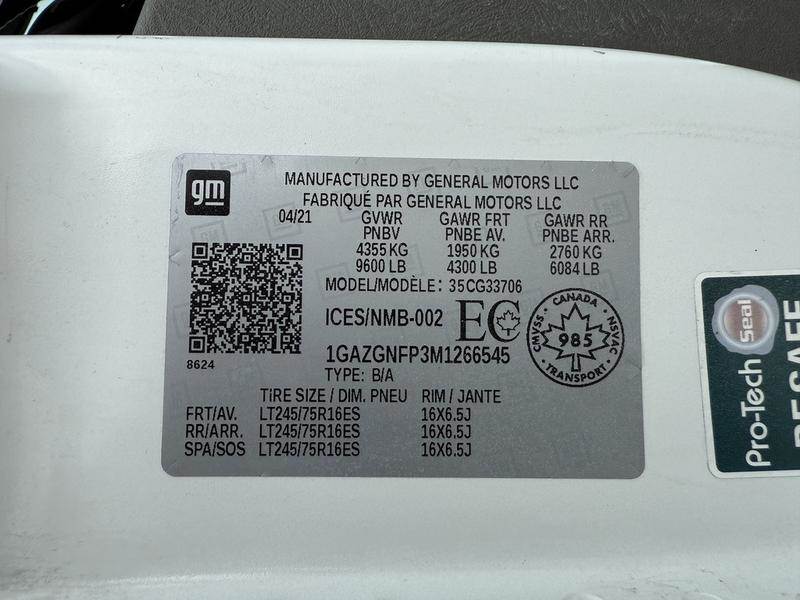 gm
MANUFACTURED BY GENERAL MOTORS LLC
FABRIQUÉ PAR GENERAL MOTORS LLC
04/21 GVWR GAWR FRT GAWR RR
PNBV PNBE AV. PNBE ARR.
4355 KG 1950 KG 2760 KG
9600 LB 4300 LB 6084 LB
MODEL/MODÈLE: 35CG33706
ICES/NMB-002 EC
CANADA
CMVSS 985 NSVAC
TRANSPORT
8624
1GAZGNFP3M1266545
TYPE: B/A
TIRE SIZE / DIM. PNEU RIM / JANTE
FRT/AV. LT245/75R16ES 16X6.5J
RR/ARR. LT245/75R16ES 16X6.5J
SPA/SOS LT245/75R16ES 16X6.5J
Pro-Tech Seal